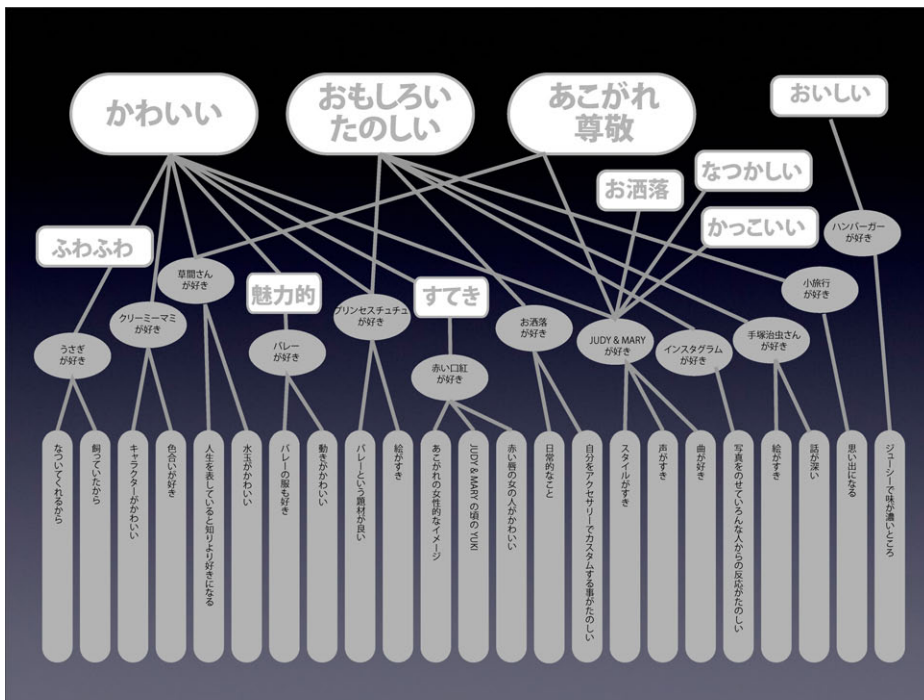 かわいい
おもしろい
たのしい
あこがれ
尊敬
おいしい
お洒落
なつかしい
かっこいい
ふわふわ
魅力的
すてき
ハンバーガー
が好き
草間さん
が好き
小旅行
が好き
クリーミーマミ
が好き
プリンセスチュチュ
が好き
お洒落
が好き
うさぎ
が好き
バレー
が好き
JUDY & MARY
が好き
インスタグラム
が好き
手塚治虫さん
が好き
赤い口紅
が好き
なついてくれるから
飼っていたから
キャラクターがかわいい
色合いが好き
人生を表していると知りより好きになる
水玉がかわいい
バレーの服も好き
動きがかわいい
バレーという題材が良い
絵がすき
あこがれの女性的なイメージ
JUDY & MARY の頃の YUKI
赤い唇の女の人がかわいい
日常的なこと
自分をアクセサリーでカスタムする事がたのしい
スタイルがすき
声がすき
曲が好き
写真をのせていろんな人からの反応がたのしい
絵がすき
話が深い
思い出になる
ジューシーで味が濃いところ